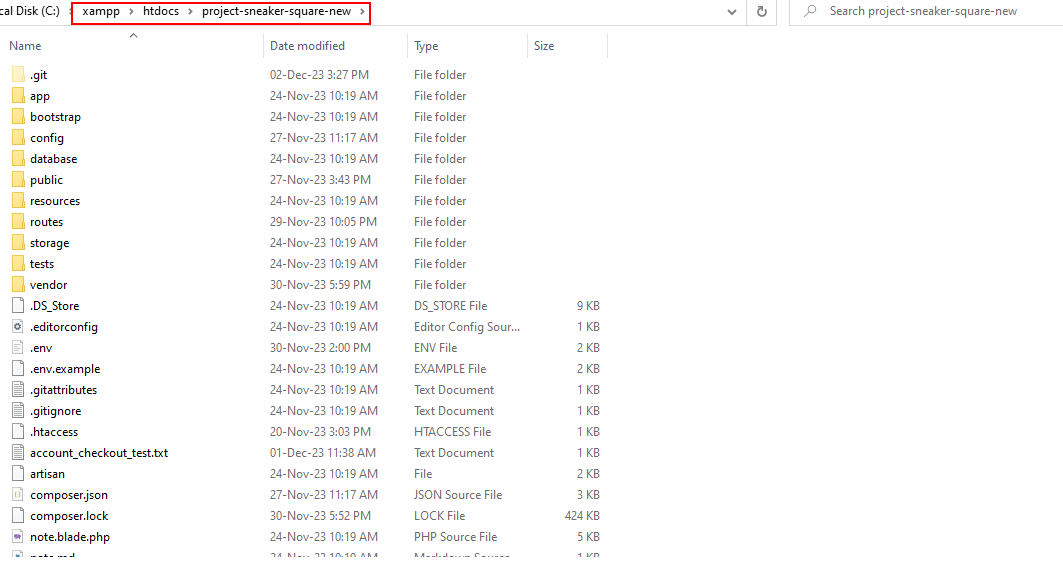 cal Disk (C:) > xampp > htdocs > project-sneaker-square-new > Search project-sneaker-square-new
Name Date modified Type Size
.git 02-Dec-23 3:27 PM File folder
app 24-Nov-23 10:19 AM File folder
bootstrap 24-Nov-23 10:19 AM File folder
config 27-Nov-23 11:17 AM File folder
database 24-Nov-23 10:19 AM File folder
public 27-Nov-23 3:43 PM File folder
resources 24-Nov-23 10:19 AM File folder
routes 29-Nov-23 10:05 PM File folder
storage 24-Nov-23 10:19 AM File folder
tests 24-Nov-23 10:19 AM File folder
vendor 30-Nov-23 5:59 PM File folder
.DS_Store 24-Nov-23 10:19 AM DS_STORE File 9 KB
.editorconfig 24-Nov-23 10:19 AM Editor Config Sour... 1 KB
.env 30-Nov-23 2:00 PM ENV File 2 KB
.env.example 24-Nov-23 10:19 AM EXAMPLE File 2 KB
.gitattributes 24-Nov-23 10:19 AM Text Document 1 KB
.gitignore 24-Nov-23 10:19 AM Text Document 1 KB
.htaccess 20-Nov-23 3:03 PM HTACCESS File 1 KB
account_checkout_test.txt 01-Dec-23 11:38 AM Text Document 1 KB
artisan 24-Nov-23 10:19 AM File 2 KB
composer.json 27-Nov-23 11:17 AM JSON Source File 3 KB
composer.lock 30-Nov-23 5:52 PM LOCK File 424 KB
note.blade.php 24-Nov-23 10:19 AM PHP Source File 5 KB
note.md 24-Nov-23 10:19 AM Markdown Source 1 KB